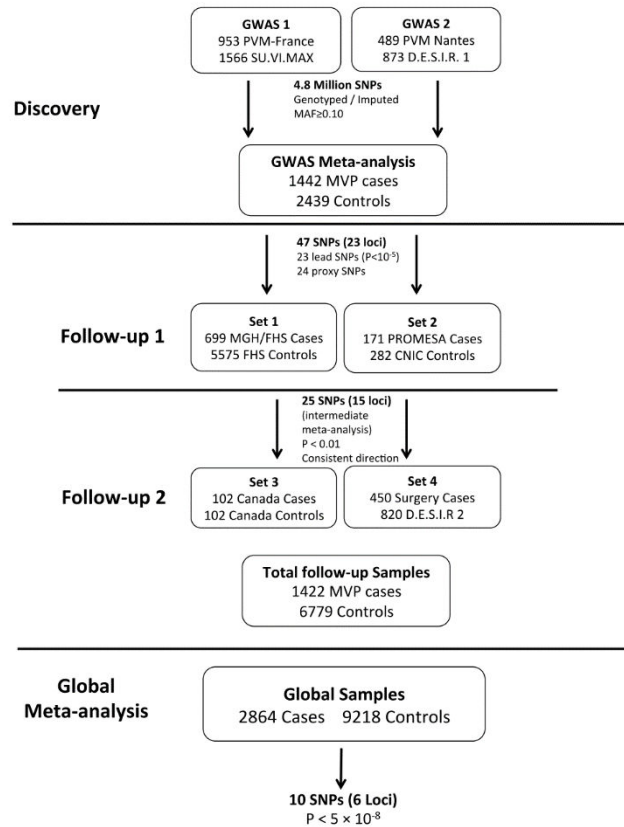 GWAS 1
953 PVM-France
1566 SU.VI.MAX
GWAS 2
489 PVM Nantes
873 D.E.S.I.R. 1
Discovery
4.8 Million SNPs
Genotyped / Imputed
MAF≥0.10
GWAS Meta-analysis
1442 MVP cases
2439 Controls
47 SNPs (23 loci)
23 lead SNPs (P<10⁻⁵)
24 proxy SNPs
Follow-up 1
Set 1
699 MGH/FHS Cases
5575 FHS Controls
Set 2
171 PROMESA Cases
282 CNIC Controls
25 SNPs (15 loci)
(intermediate
meta-analysis)
P < 0.01
Consistent direction
Follow-up 2
Set 3
102 Canada Cases
102 Canada Controls
Set 4
450 Surgery Cases
820 D.E.S.I.R 2
Total follow-up Samples
1422 MVP cases
6779 Controls
Global
Meta-analysis
Global Samples
2864 Cases 9218 Controls
10 SNPs (6 Loci)
P < 5 × 10⁻⁸